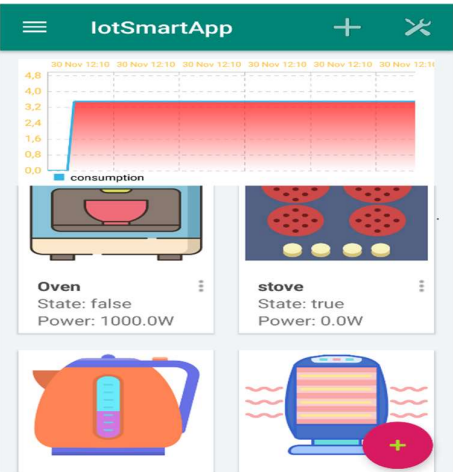 IotSmartApp
30 Nov 12:10 30 Nov 12:10 30 Nov 12:10 30 Nov 12:10 30 Nov 12:10 30 Nov 12:1
4,8
4,0
3,2
2,4
1,6
0,8
0,0
consumption
Oven
State: false
Power: 1000.0W
stove
State: true
Power: 0.0W